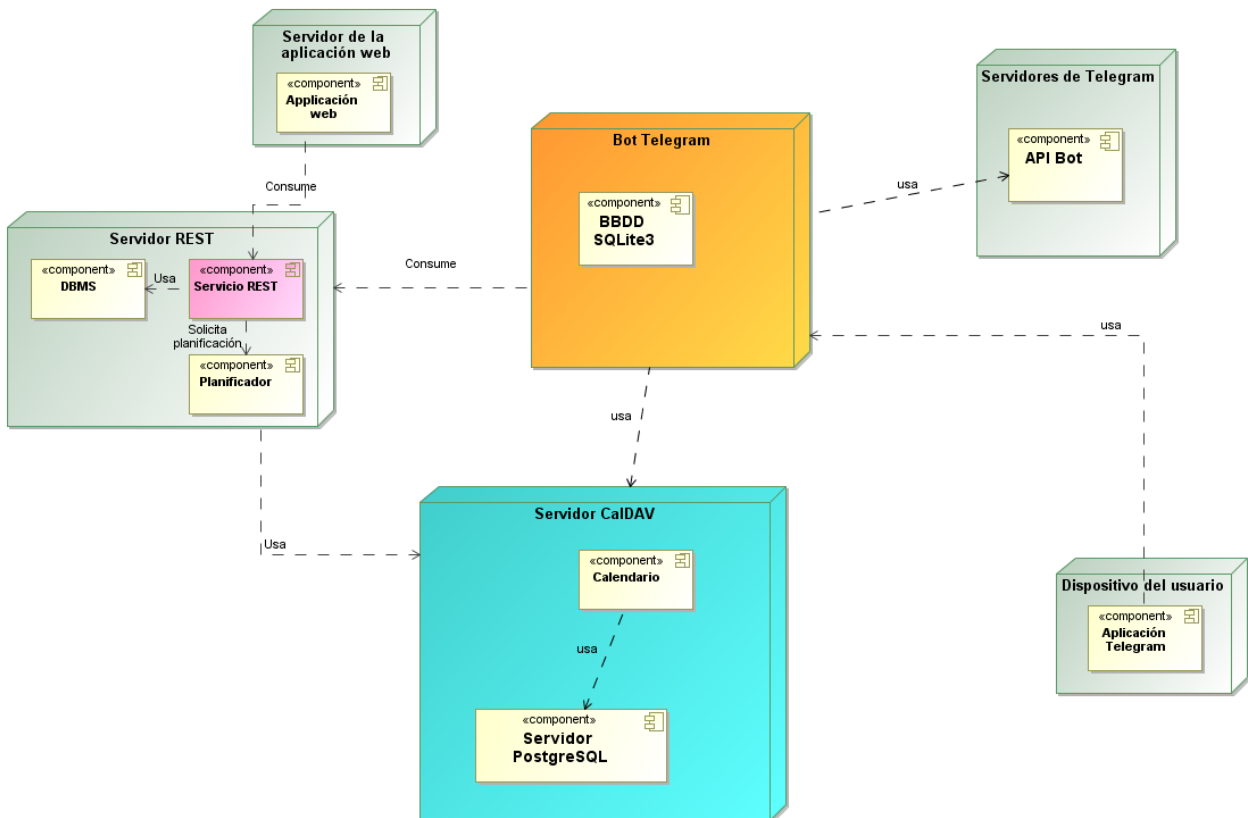 Servidor de la
aplicación web
«component»
Applicación
web
Consume
Servidor REST
«component»
DBMS
Usa
«component»
Servicio REST
Solicita
planificación
«component»
Planificador
Consume
Bot Telegram
«component»
BBDD
SQLite3
usa
Servidores de Telegram
«component»
API Bot
usa
usa
Usa
Servidor CalDAV
«component»
Calendario
usa
«component»
Servidor
PostgreSQL
Dispositivo del usuario
«component»
Aplicación
Telegram